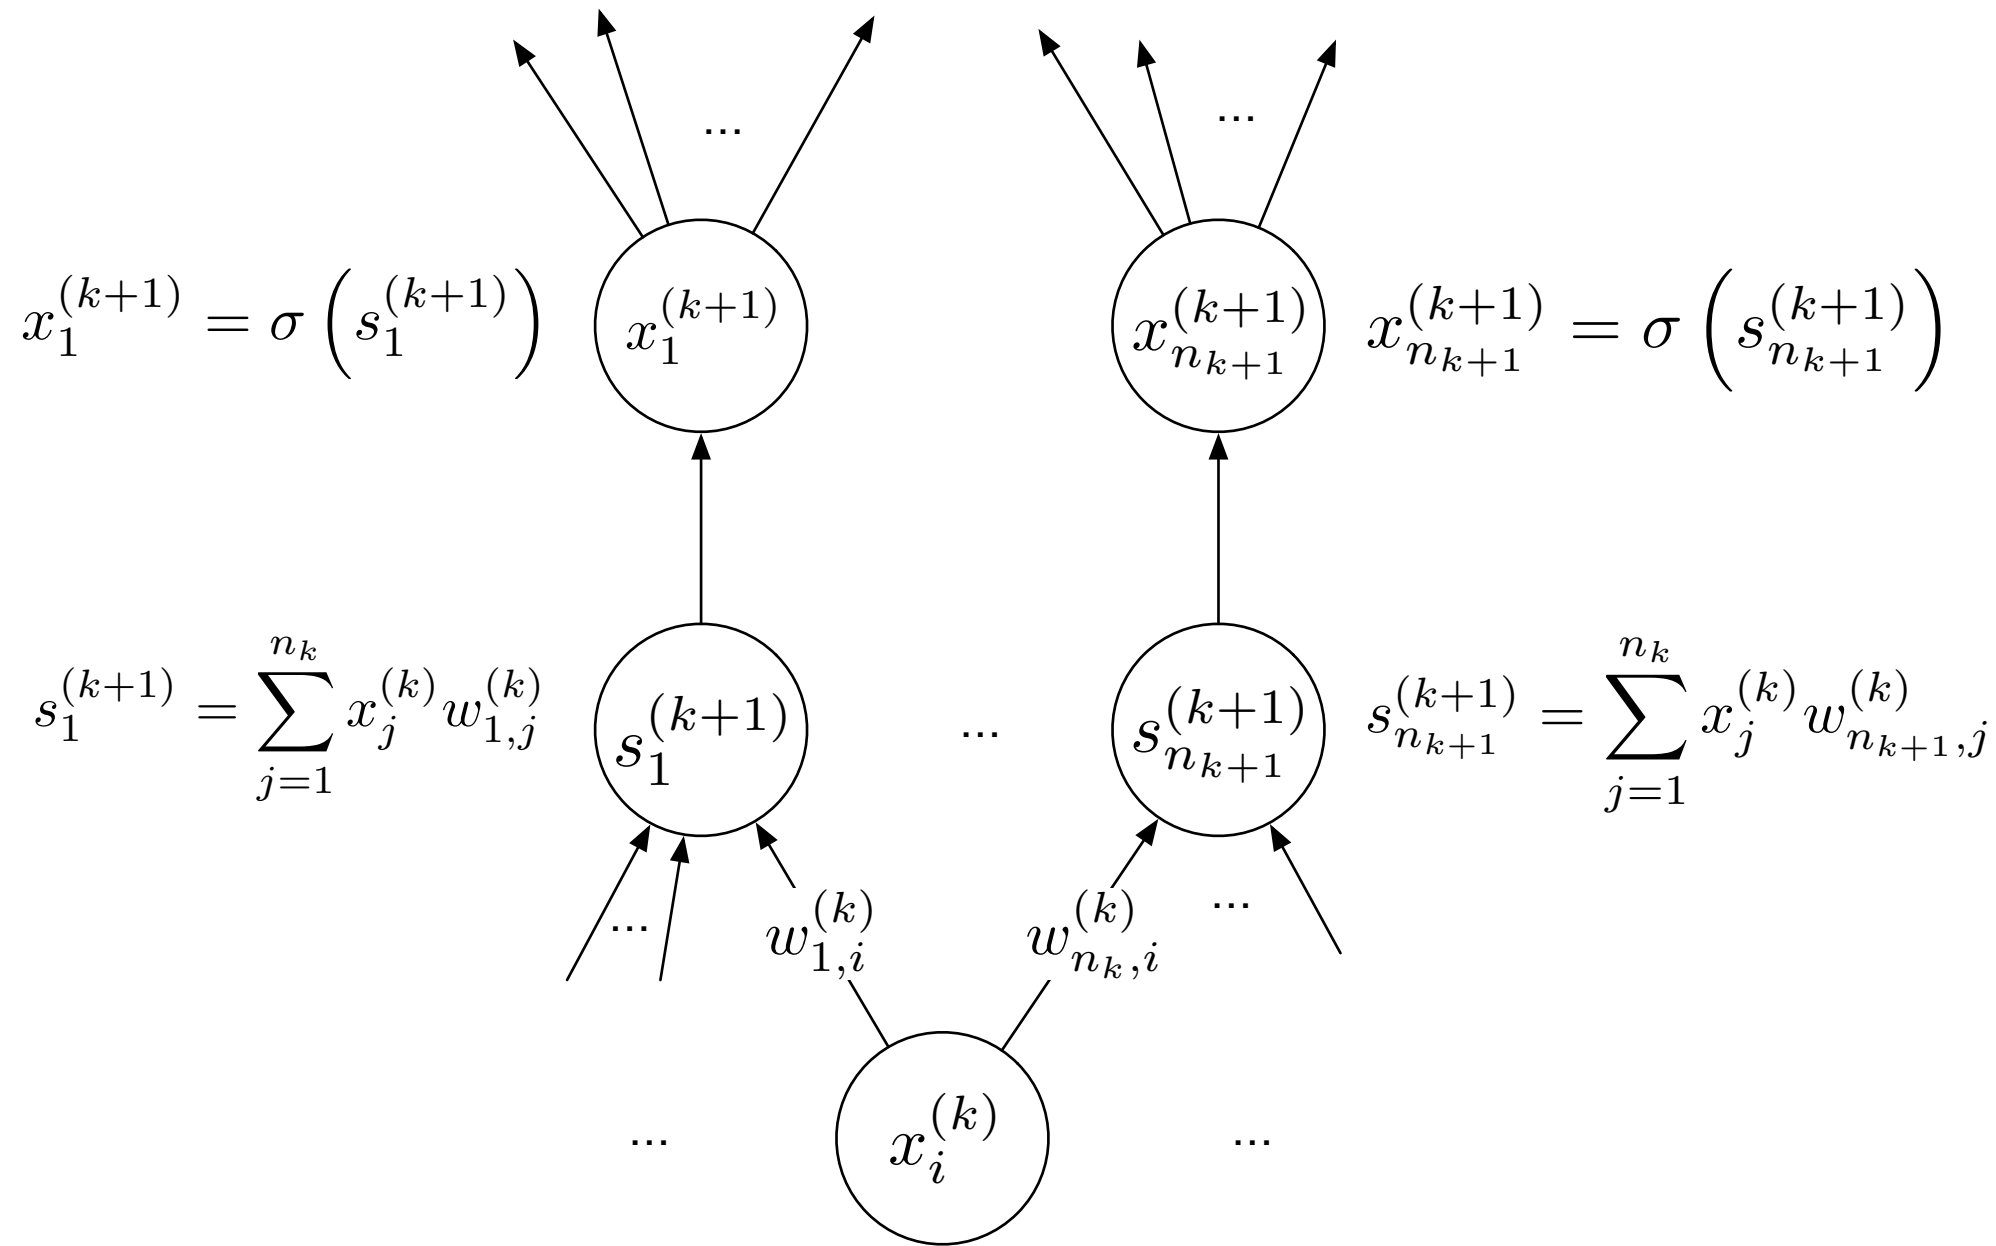 ...
...
x_1^{(k+1)} = \sigma \left( s_1^{(k+1)} \right)
x_1^{(k+1)}
x_{n_{k+1}}^{(k+1)}
x_{n_{k+1}}^{(k+1)} = \sigma \left( s_{n_{k+1}}^{(k+1)} \right)
s_1^{(k+1)} = \sum_{j=1}^{n_k} x_j^{(k)} w_{1,j}^{(k)}
s_1^{(k+1)}
...
s_{n_{k+1}}^{(k+1)}
s_{n_{k+1}}^{(k+1)} = \sum_{j=1}^{n_k} x_j^{(k)} w_{n_{k+1},j}^{(k)}
...
w_{1,i}^{(k)}
w_{n_k,i}^{(k)}
...
...
x_i^{(k)}
...